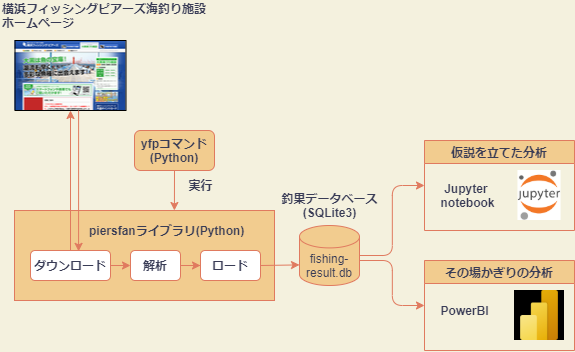 横浜フィッシングピアーズ海釣り施設
ホームページ
yfpコマンド
(Python)
実行
piersfanライブラリ(Python)
ダウンロード
解析
ロード
釣果データベース
(SQLite3)
fishing-
result.db
仮説を立てた分析
Jupyter
notebook
jupyter
その場かぎりの分析
PowerBI